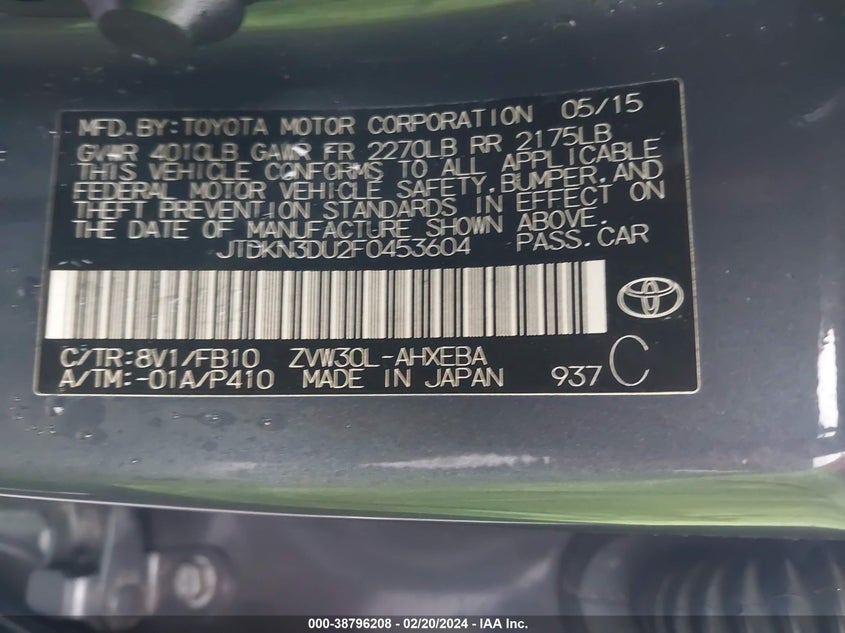 MFD.BY:TOYOTA MOTOR CORPORATION 05/15
GVWR 4010LB GAWR FR 2270LB RR 2175LB
THIS VEHICLE CONFORMS TO ALL APPLICABLE
FEDERAL MOTOR VEHICLE SAFETY,BUMPER,AND
THEFT PREVENTION STANDARDS IN EFFECT ON
THE DATE OF MANUFACTURE SHOWN ABOVE.
JTDKN3DU2F0453604 PASS.CAR
C/TR:8V1/FB10 ZVW30L-AHXEBA
A/TM:-01A/P410 MADE IN JAPAN 937 C
000-38796208 - 02/20/2024 - IAA Inc.